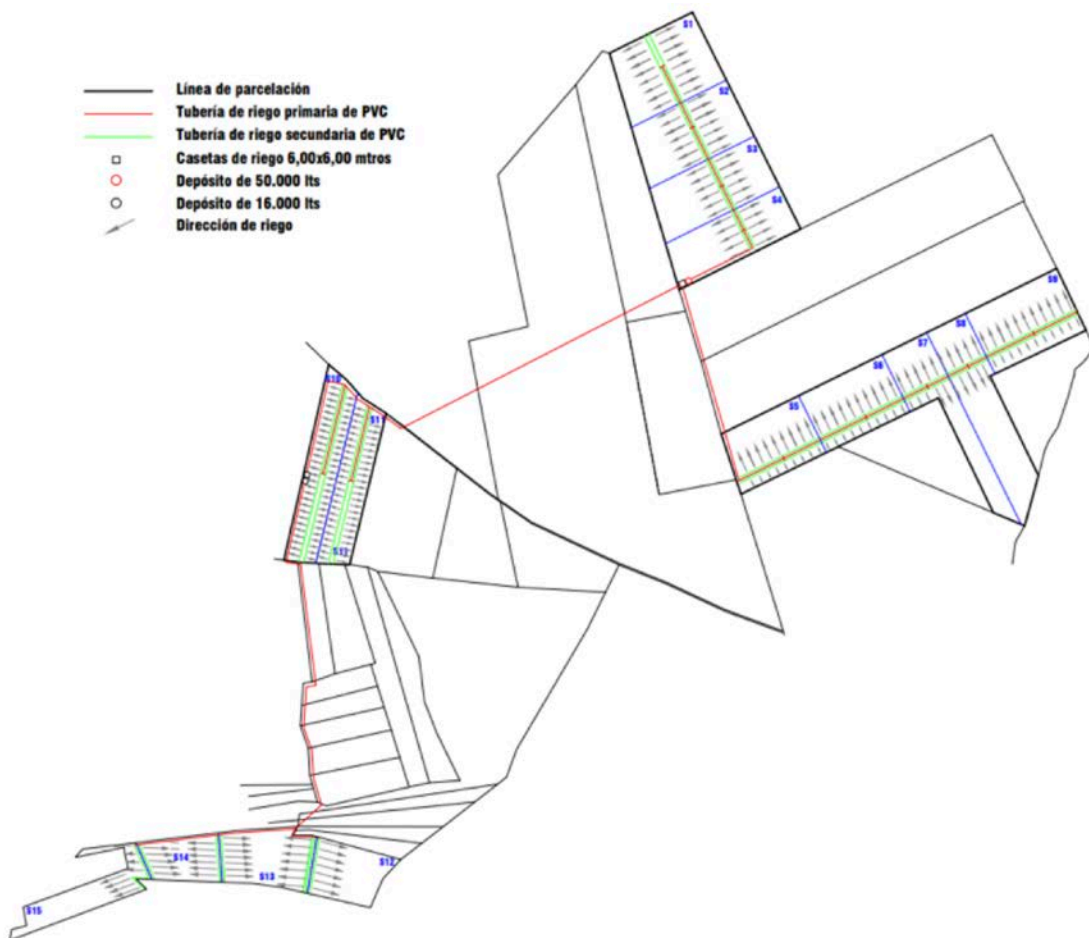 Línea de parcelación
Tubería de riego primaria de PVC
Tubería de riego secundaria de PVC
Casetas de riego 6,00x6,00 mtros
Depósito de 50.000 lts
Depósito de 16.000 lts
Dirección de riego
S1
S2
S3
S4
S9
S8
S7
S6
S5
S10
S11
S12
S14
S13
S12
S15